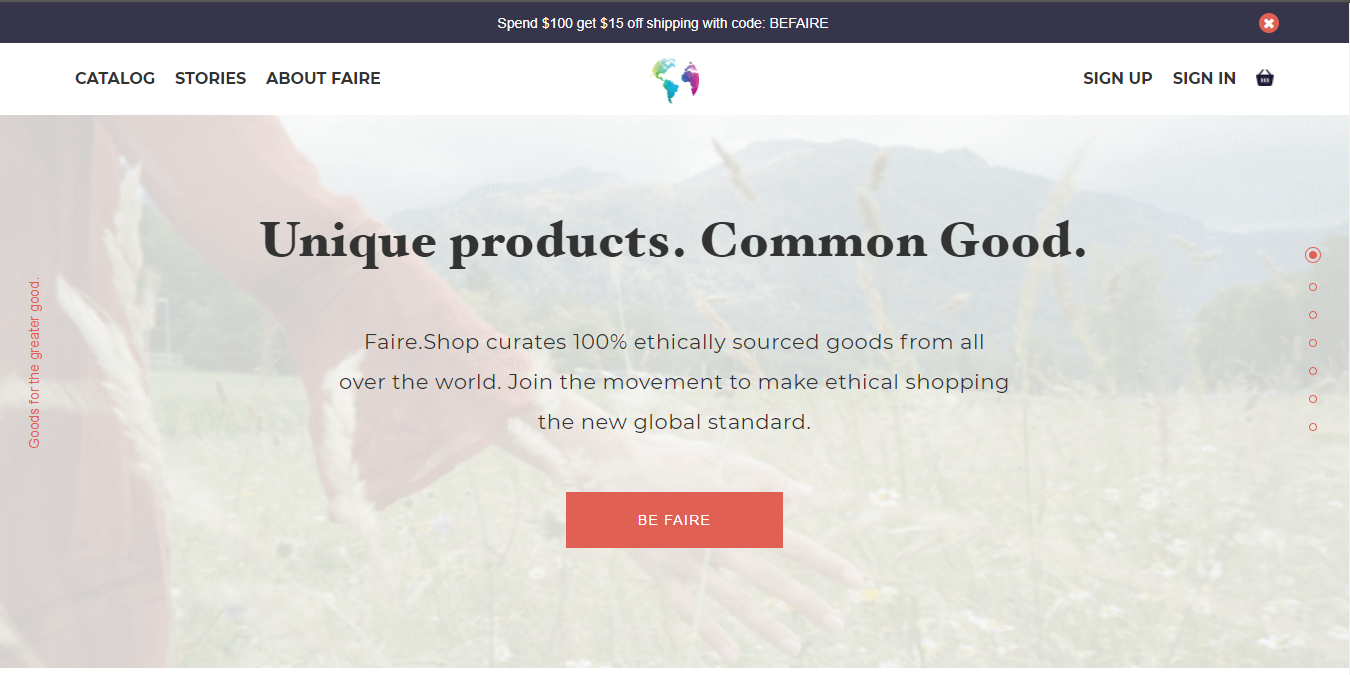 Spend $100 get $15 off shipping with code: BEFAIRE
CATALOG STORIES ABOUT FAIRE SIGN UP SIGN IN
Unique products. Common Good.
Goods for the greater good.
Faire.Shop curates 100% ethically sourced goods from all
over the world. Join the movement to make ethical shopping
the new global standard.
BE FAIRE